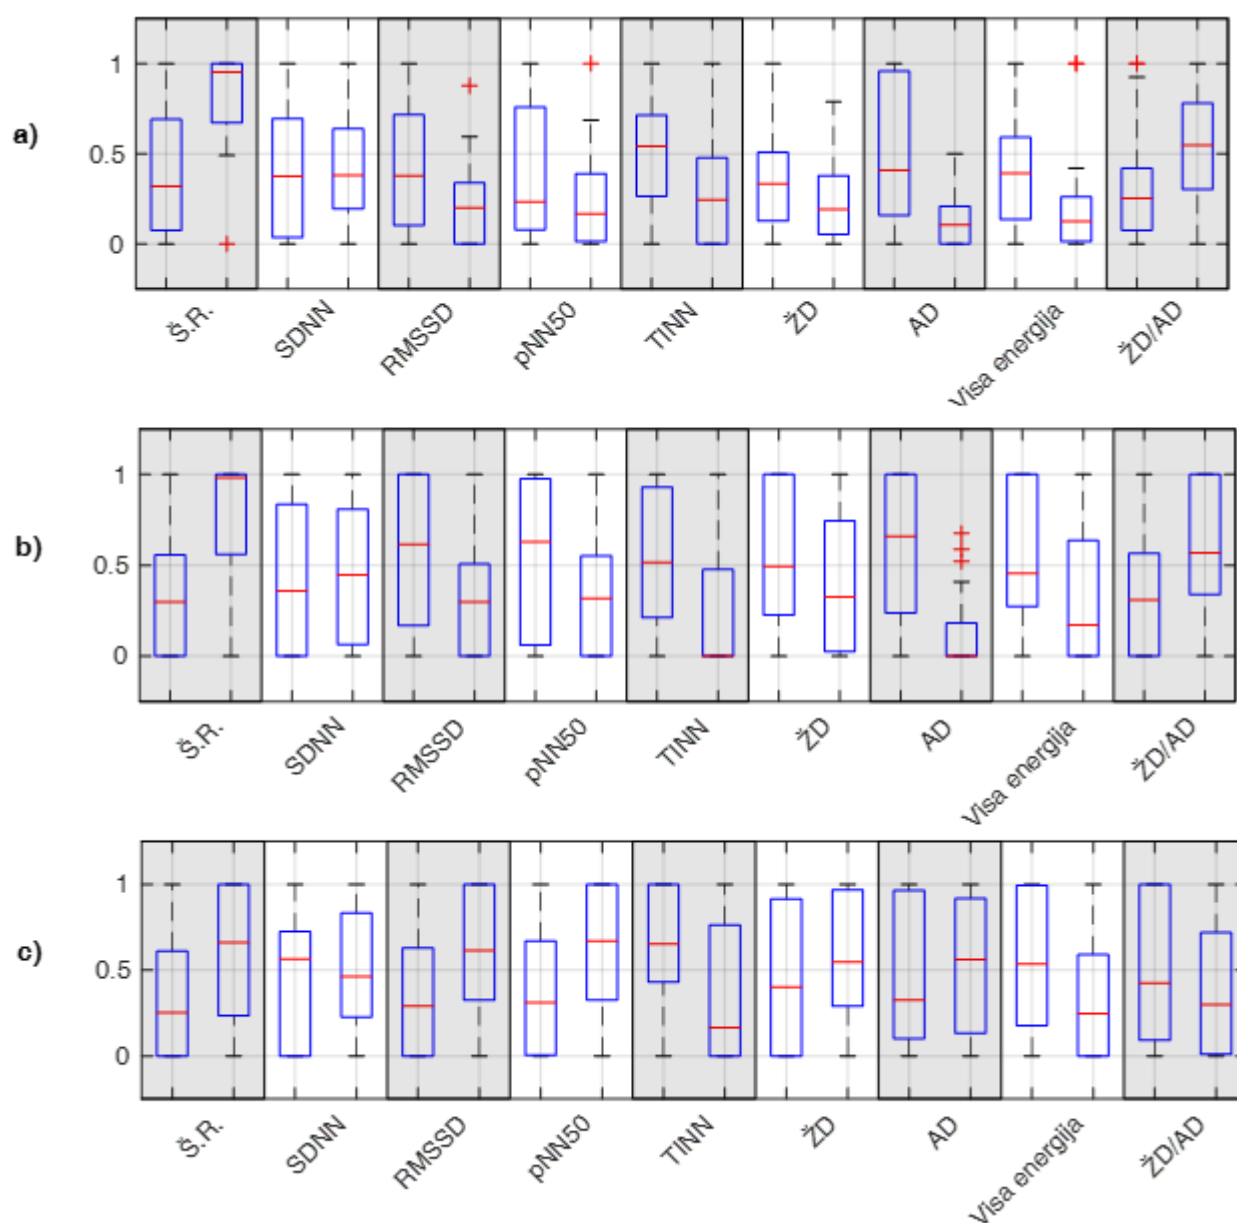 a)
1
0.5
0
Š.R. SDNN RMSSD pNN50 TINN ŽD AD Visa energija ŽD/AD
b)
1
0.5
0
Š.R. SDNN RMSSD pNN50 TINN ŽD AD Visa energija ŽD/AD
c)
1
0.5
0
Š.R. SDNN RMSSD pNN50 TINN ŽD AD Visa energija ŽD/AD